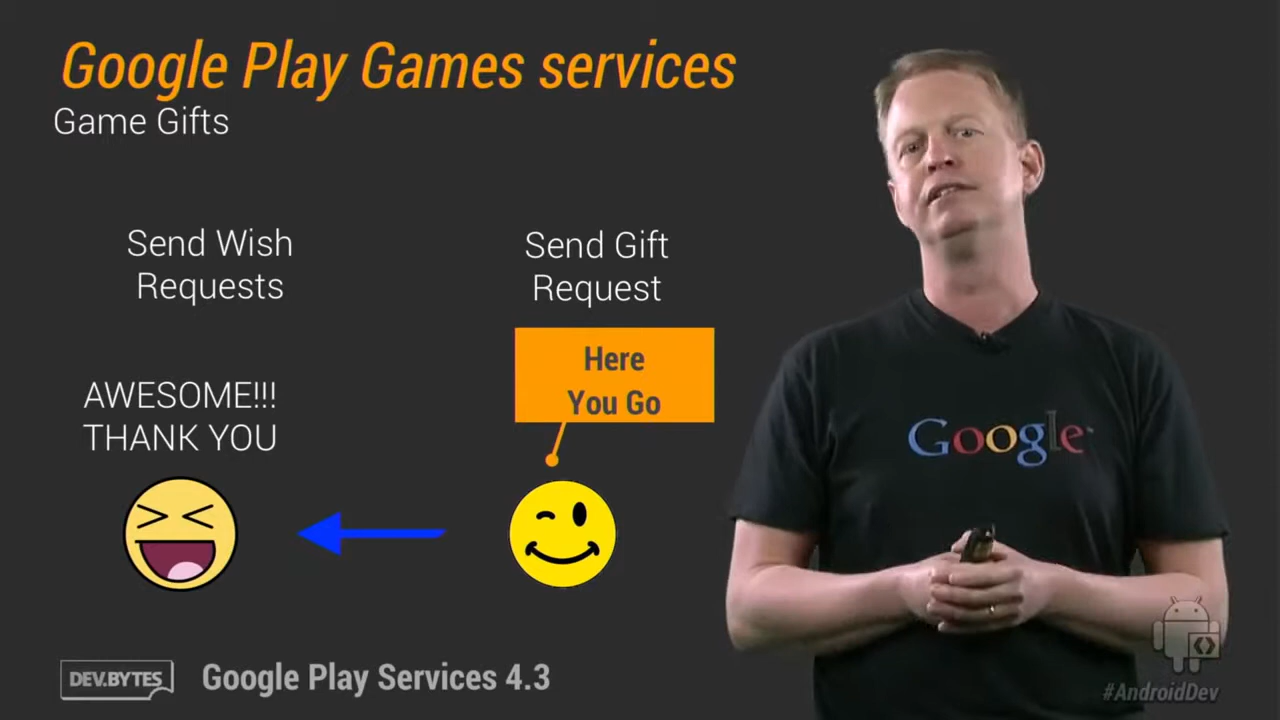 Google Play Games services
Game Gifts
Send Wish
Requests
Send Gift
Request
Here
You Go
AWESOME!!!
THANK YOU
Google
DEV.BYTES
Google Play Services 4.3
#AndroidDev